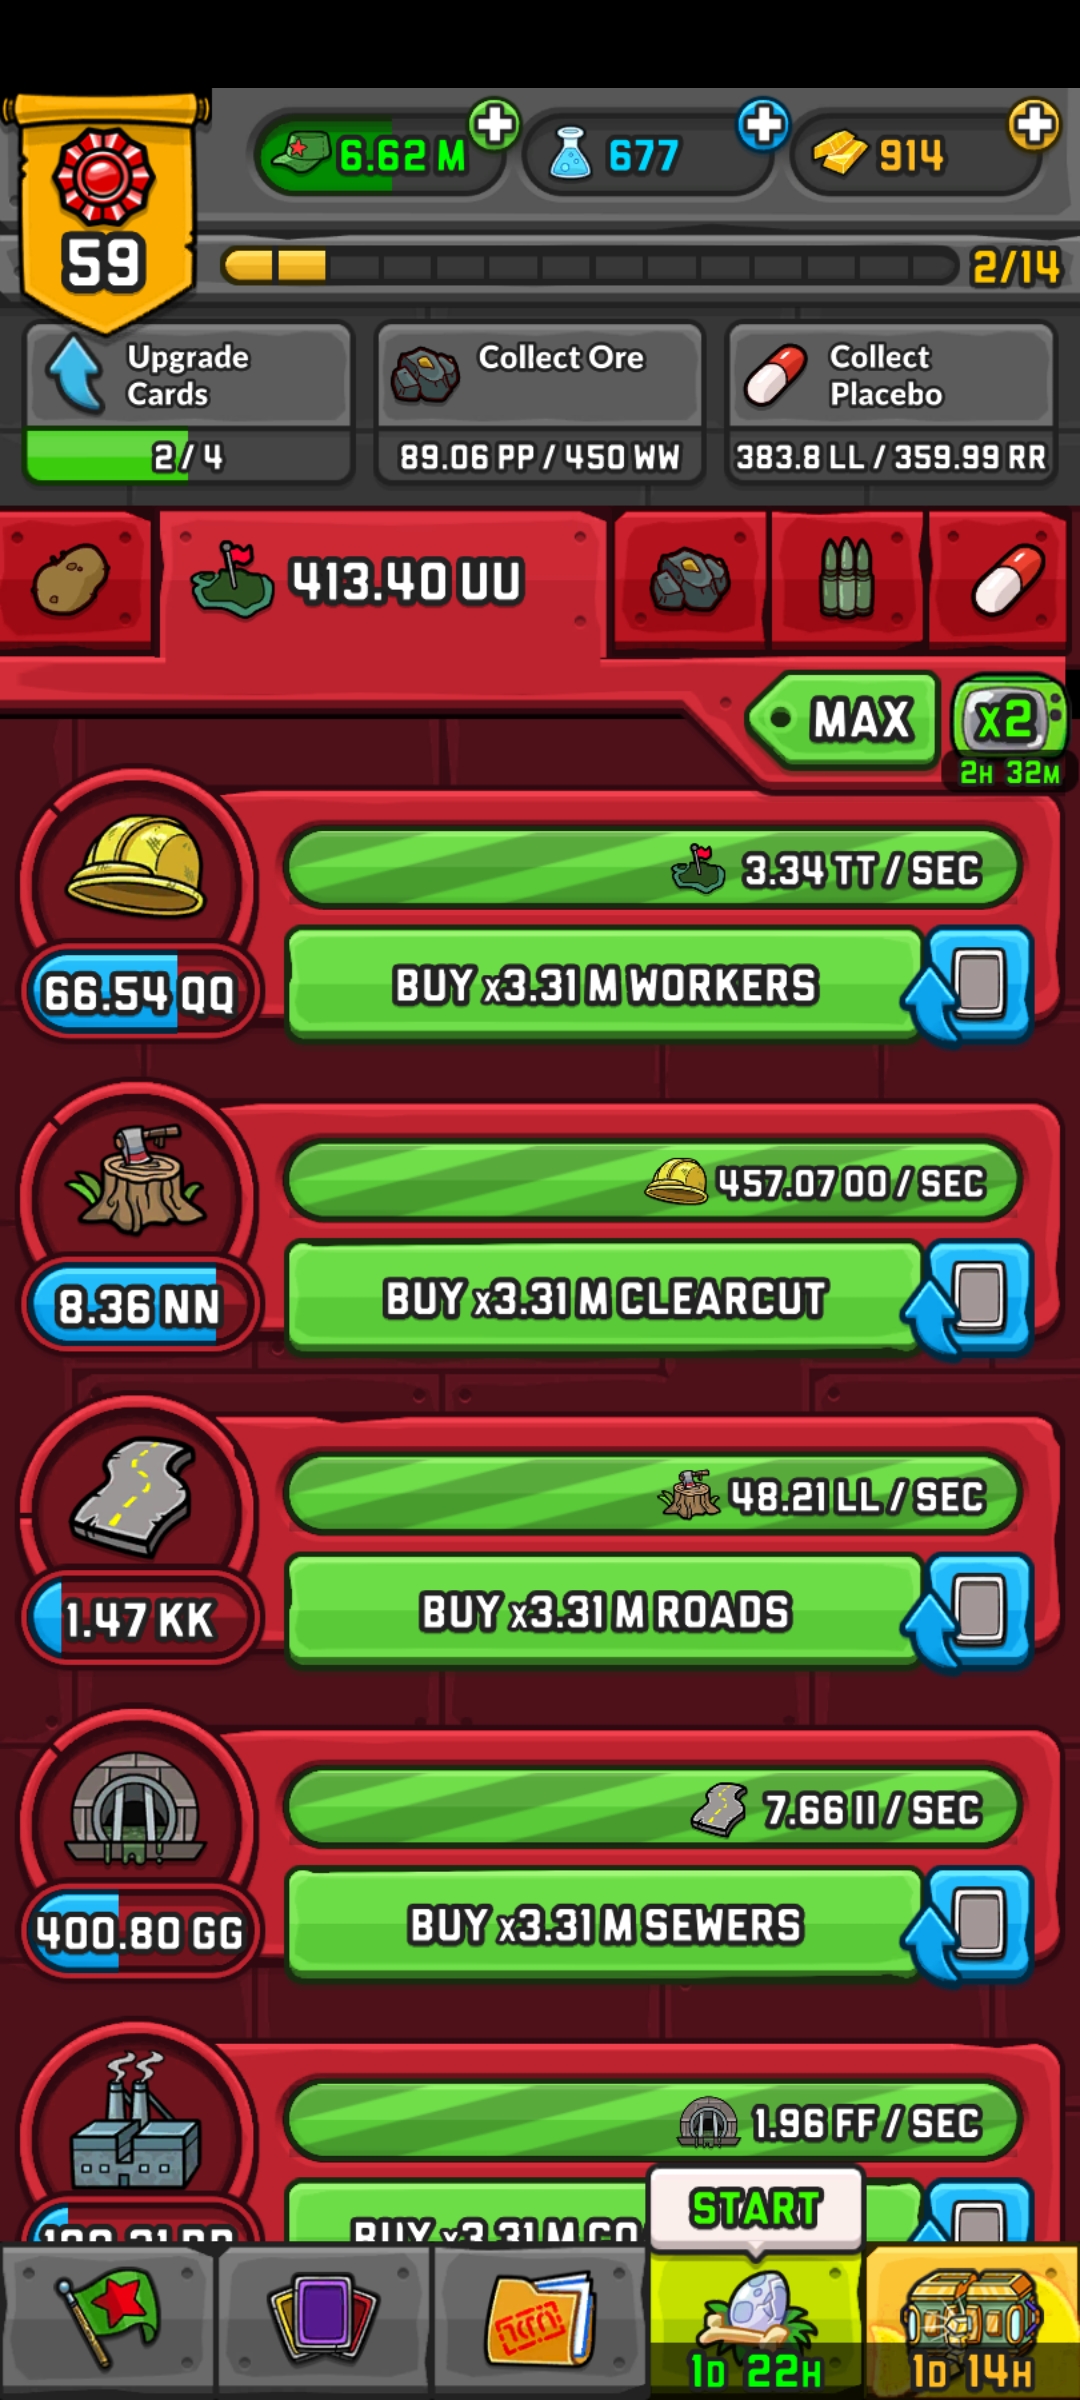 59
6.62 M
677
914
2/14
Upgrade
Cards
2/4
Collect Ore
89.06 PP / 450 WW
Collect
Placebo
383.8 LL / 359.99 RR
413.40 UU
MAX
x2
2H 32M
3.34 TT / SEC
66.54 QQ
BUY x3.31 M WORKERS
457.07 OO / SEC
8.36 NN
BUY x3.31 M CLEARCUT
48.21 LL / SEC
1.47 KK
BUY x3.31 M ROADS
7.66 II / SEC
400.80 GG
BUY x3.31 M SEWERS
1.96 FF / SEC
BUY x3.31 M CO
START
1D 22H
1D 14H